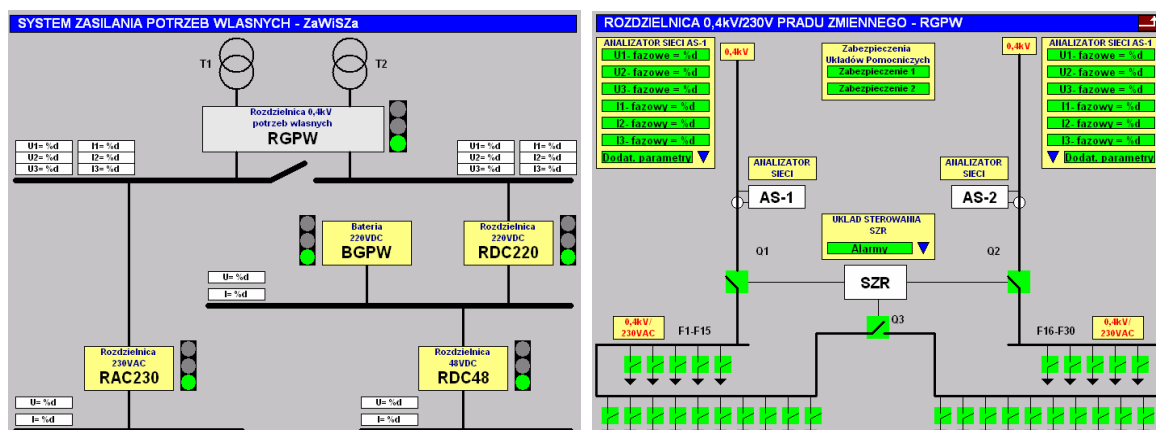 SYSTEM ZASILANIA POTRZEB WLASNYCH - ZaWiSZa
T1
T2
Rozdzielnica 0,4kV
potrzeb wlasnych
RGPW
U1= %d I1= %d
U2= %d I2= %d
U3= %d I3= %d
U1= %d I1= %d
U2= %d I2= %d
U3= %d I3= %d
Bateria
220VDC
BGPW
Rozdzielnica
220VDC
RDC220
U= %d
I= %d
Rozdzielnica
230VAC
RAC230
Rozdzielnica
48VDC
RDC48
U= %d
I= %d
U= %d
I= %d
ROZDZIELNICA 0,4kV/230V PRADU ZMIENNEGO - RGPW
ANALIZATOR SIECI AS-1
U1- fazowe = %d
U2- fazowe = %d
U3- fazowe = %d
I1- fazowy = %d
I2- fazowy = %d
I3- fazowy = %d
Dodat. parametry
0,4kV
Zabezpieczenia
Układów Pomocniczych
Zabezpieczenie 1
Zabezpieczenie 2
0,4kV
ANALIZATOR SIECI AS-1
U1- fazowe = %d
U2- fazowe = %d
U3- fazowe = %d
I1- fazowy = %d
I2- fazowy = %d
I3- fazowy = %d
Dodat. parametry
ANALIZATOR
SIECI
AS-1
ANALIZATOR
SIECI
AS-2
UKLAD STEROWANIA
SZR
Alarmy
Q1
Q2
SZR
Q3
0,4kV/
230VAC
F1-F15
F16-F30
0,4kV/
230VAC